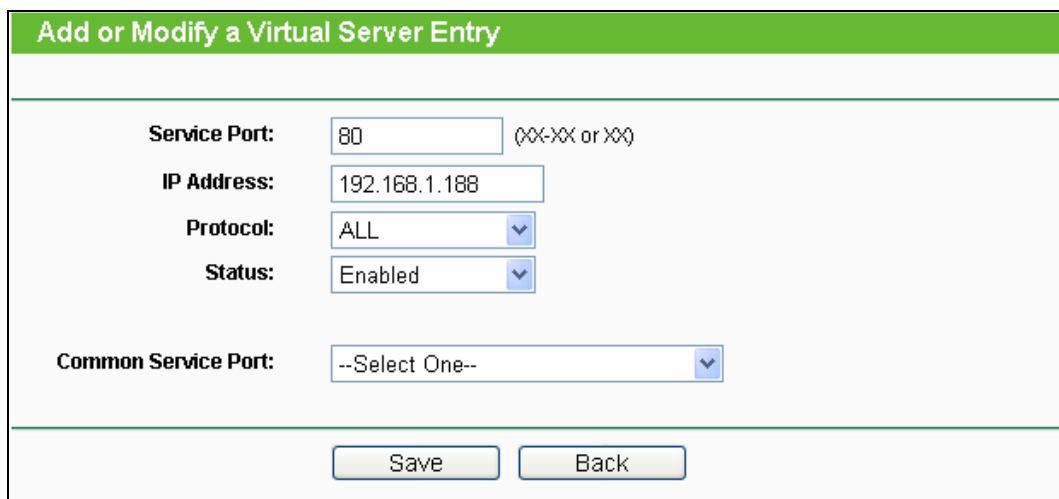 Add or Modify a Virtual Server Entry
Service Port: 80 (XX-XX or XX)
IP Address: 192.168.1.188
Protocol: ALL
Status: Enabled
Common Service Port: --Select One--
Save Back